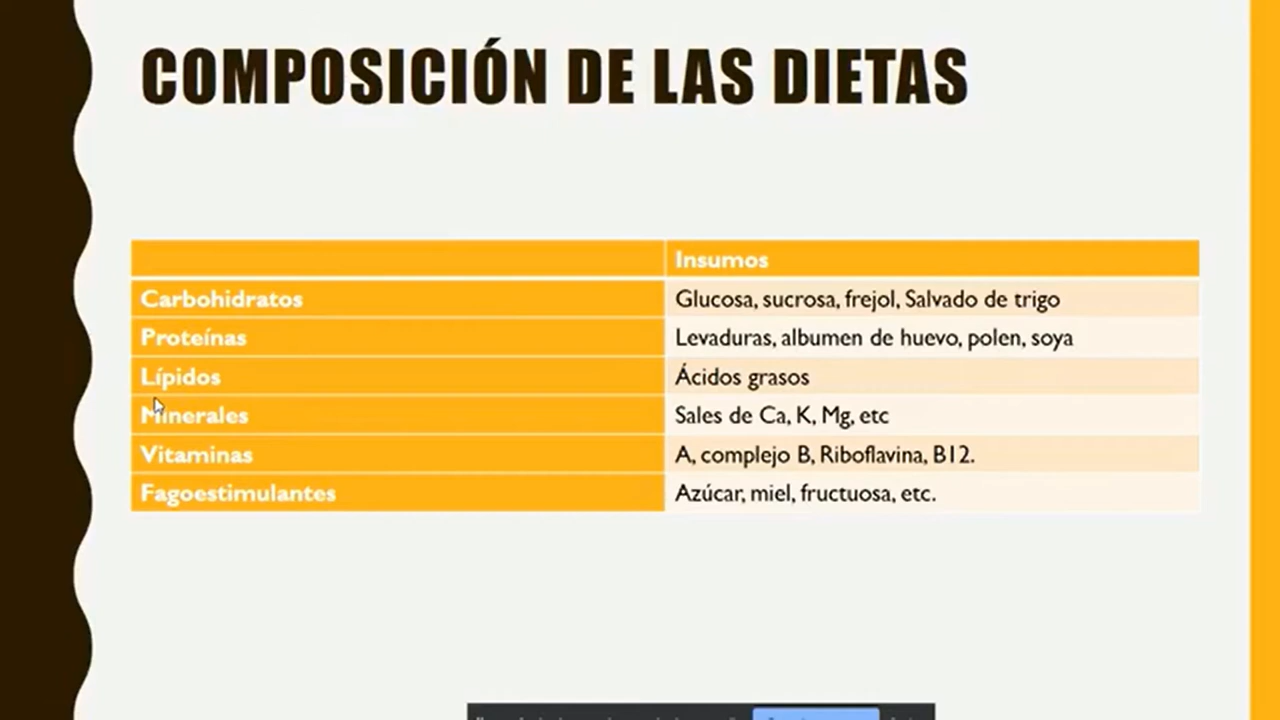 COMPOSICIÓN DE LAS DIETAS
Insumos
Carbohidratos Glucosa, sucrosa, frejol, Salvado de trigo
Proteínas Levaduras, albumen de huevo, polen, soya
Lípidos Ácidos grasos
Minerales Sales de Ca, K, Mg, etc
Vitaminas A, complejo B, Riboflavina, B12.
Fagoestimulantes Azúcar, miel, fructuosa, etc.